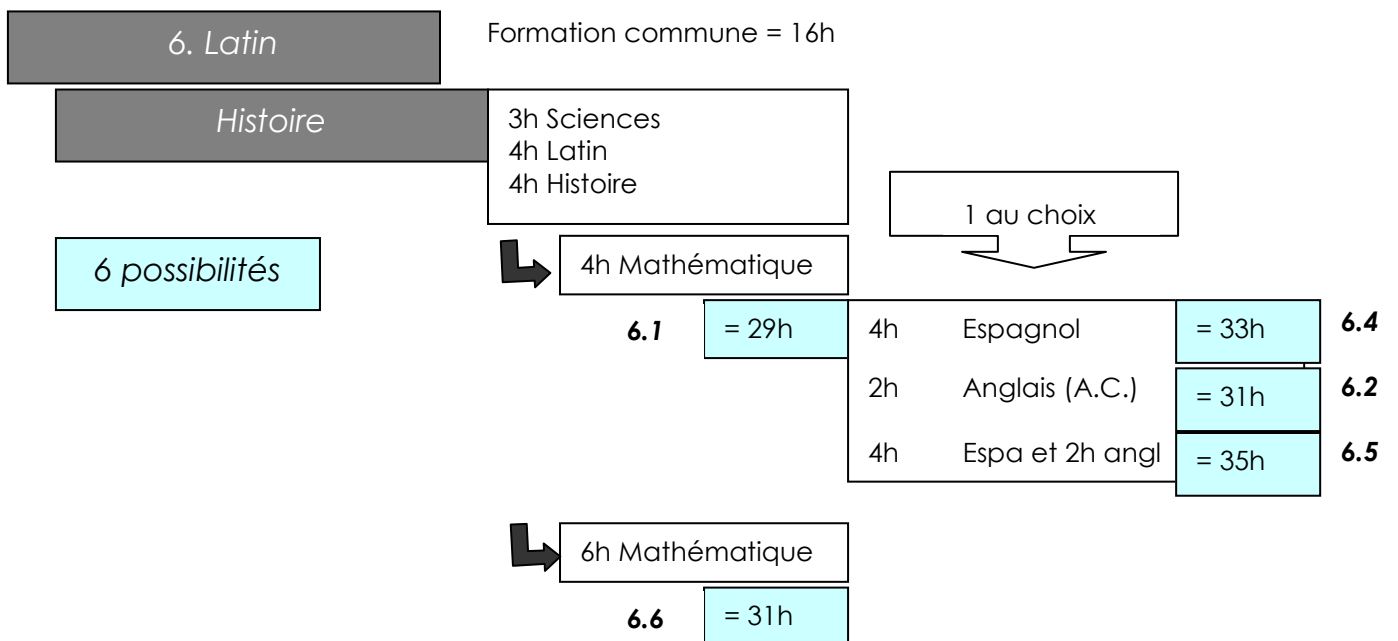 6. Latin
Formation commune = 16h
Histoire
3h Sciences
4h Latin
4h Histoire
1 au choix
6 possibilités
4h Mathématique
6.1 = 29h
4h Espagnol = 33h 6.4
2h Anglais (A.C.) = 31h 6.2
4h Espa et 2h angl = 35h 6.5
6h Mathématique
6.6 = 31h